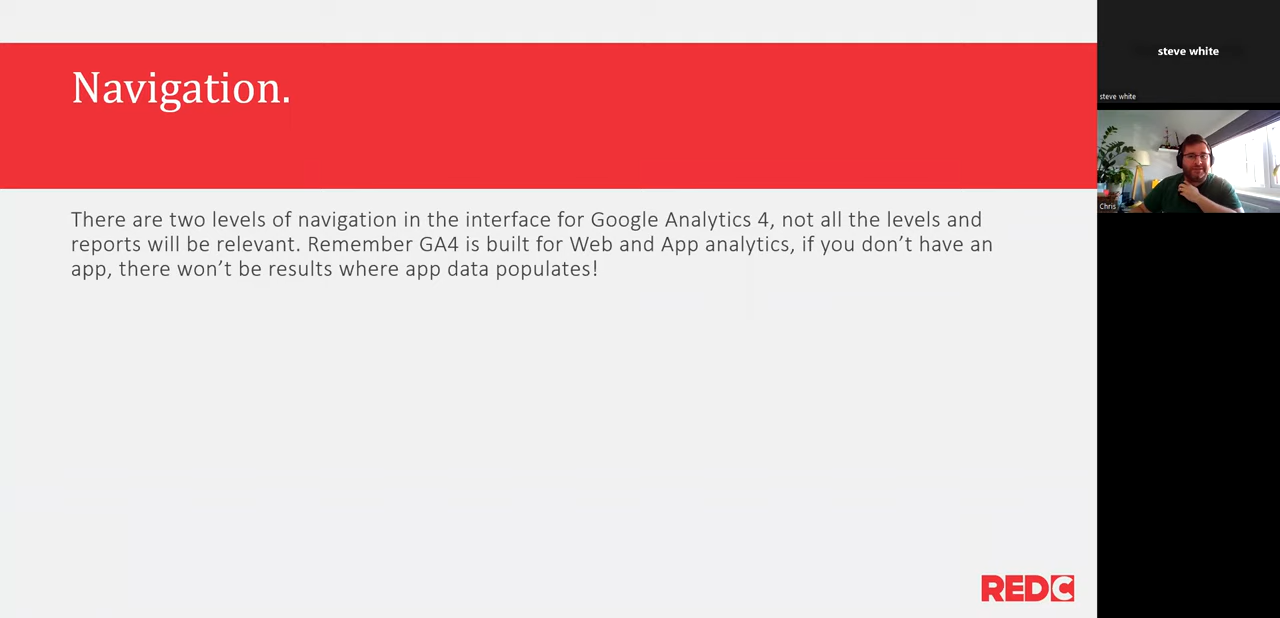 Navigation.
There are two levels of navigation in the interface for Google Analytics 4, not all the levels and
reports will be relevant. Remember GA4 is built for Web and App analytics, if you don’t have an
app, there won’t be results where app data populates!
REDC
steve white
steve white
Chris